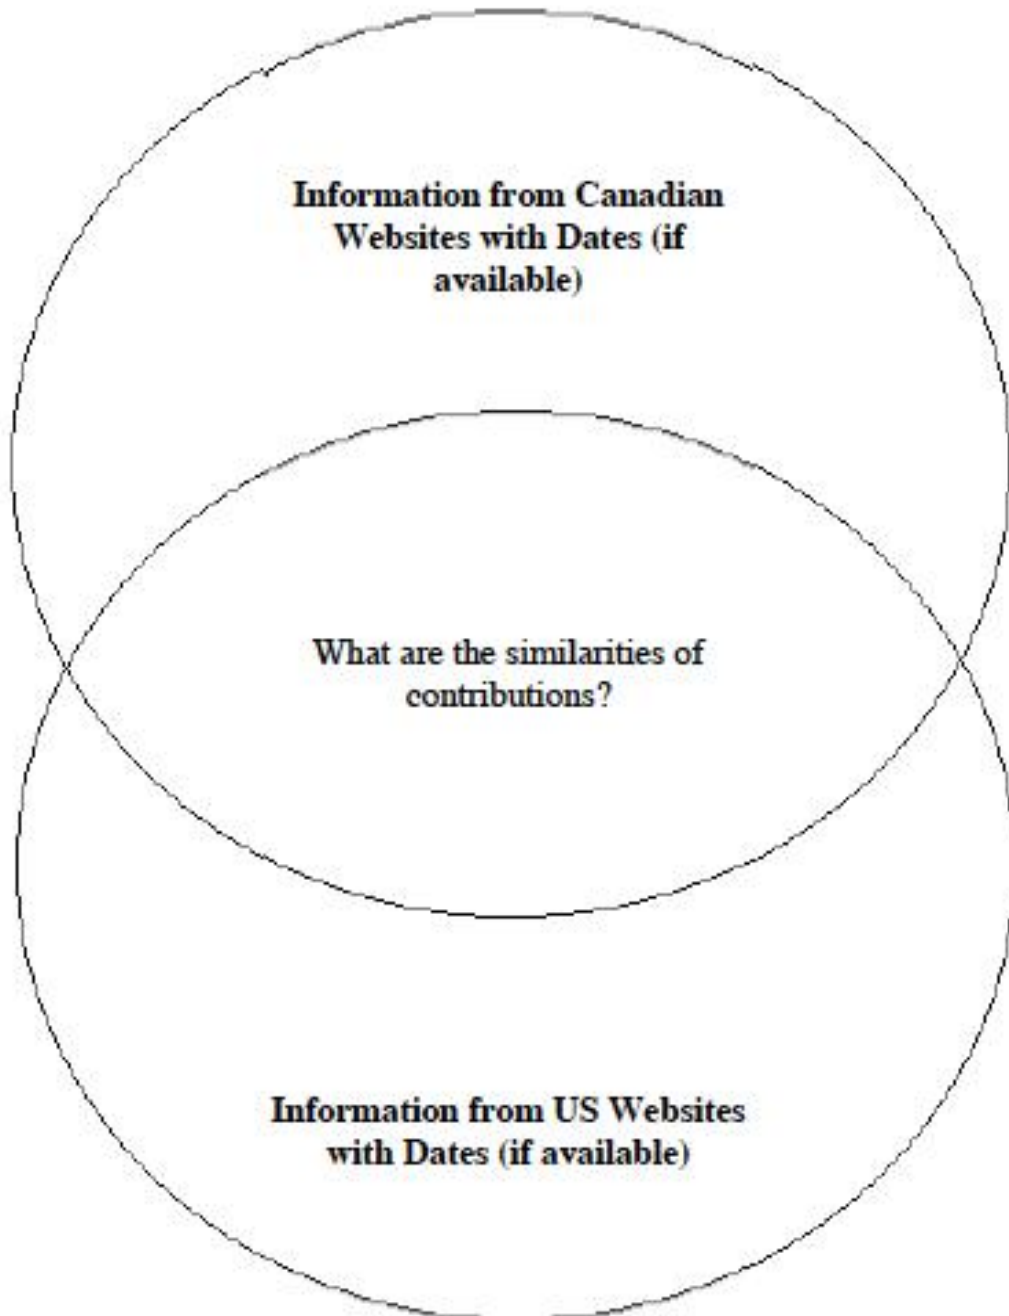 Information from Canadian
Websites with Dates (if
available)
What are the similarities of
contributions?
Information from US Websites
with Dates (if available)